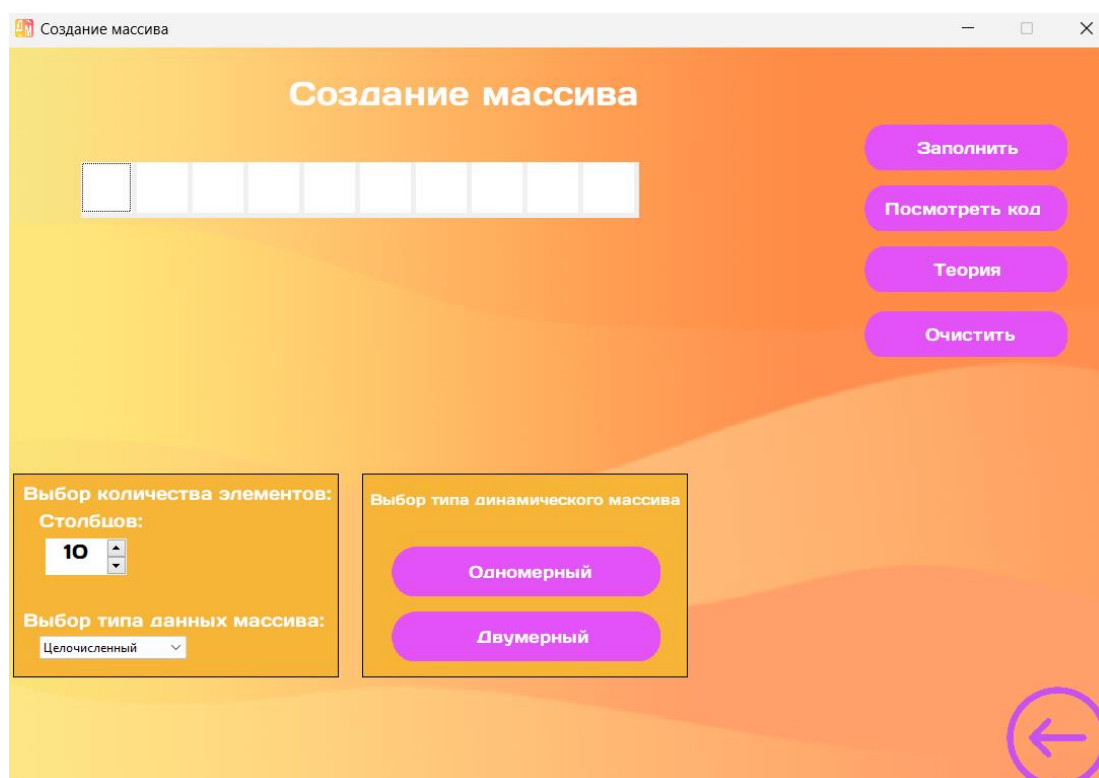 Создание массива
Создание массива
Заполнить
Посмотреть код
Теория
Очистить
Выбор количества элементов:
Столбцов:
10
Выбор типа данных массива:
Целочисленный
Выбор типа динамического массива
Одномерный
Двумерный